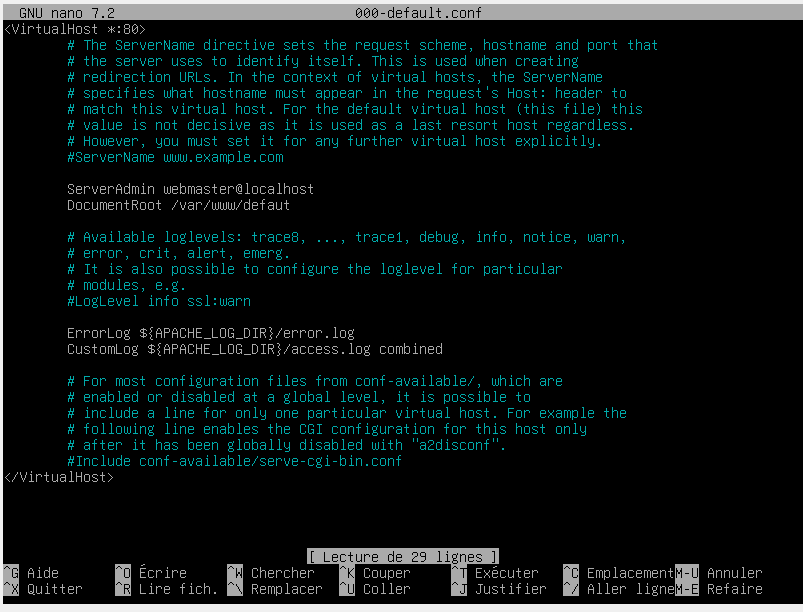 GNU nano 7.2 000-default.conf
<VirtualHost *:80>
# The ServerName directive sets the request scheme, hostname and port that
# the server uses to identify itself. This is used when creating
# redirection URLs. In the context of virtual hosts, the ServerName
# specifies what hostname must appear in the request's Host: header to
# match this virtual host. For the default virtual host (this file) this
# value is not decisive as it is used as a last resort host regardless.
# However, you must set it for any further virtual host explicitly.
#ServerName www.example.com
ServerAdmin webmaster@localhost
DocumentRoot /var/www/defaut
# Available loglevels: trace8, ..., trace1, debug, info, notice, warn,
# error, crit, alert, emerg.
# It is also possible to configure the loglevel for particular
# modules, e.g.
#LogLevel info ssl:warn
ErrorLog ${APACHE_LOG_DIR}/error.log
CustomLog ${APACHE_LOG_DIR}/access.log combined
# For most configuration files from conf-available/, which are
# enabled or disabled at a global level, it is possible to
# include a line for only one particular virtual host. For example the
# following line enables the CGI configuration for this host only
# after it has been globally disabled with "a2disconf".
#Include conf-available/serve-cgi-bin.conf
</VirtualHost>
[ Lecture de 29 lignes ]
^G Aide ^O Écrire ^W Chercher ^K Couper ^T Exécuter ^C Emplacement M-U Annuler
^X Quitter ^R Lire fich. ^\ Remplacer ^U Coller ^J Justifier ^/ Aller ligne M-E Refaire